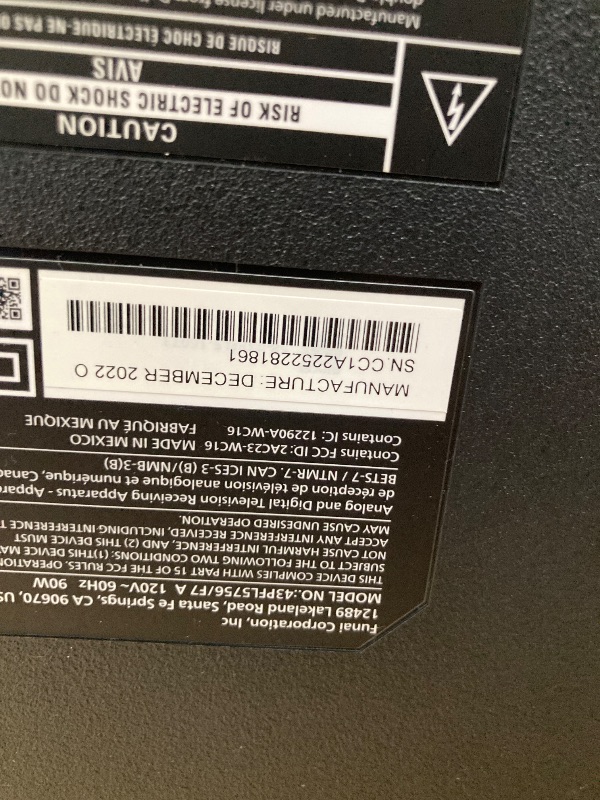 Funai Corporation, Inc
12489 Lakeland Road, Santa Fe Springs, CA 90670, US
MODEL NO.:43PFL5756/F7 A 120V~60Hz 90W
THIS DEVICE COMPLIES WITH PART 15 OF THE FCC RULES. OPERATION
SUBJECT TO THE FOLLOWING TWO CONDITIONS: (1)THIS DEVICE MA
NOT CAUSE HARMFUL INTERFERENCE, AND (2) THIS DEVICE MUST
ACCEPT ANY INTERFERENCE RECEIVED, INCLUDING INTERFERENCE T
MAY CAUSE UNDESIRED OPERATION.
Analog and Digital Television Receiving Apparatus - Appare
de réception de télévision analogique et numérique, Canad
BETS-7 / NTMR-7. CAN ICES-3(B)/NMB-3(B)
Contains FCC ID:2AC23-WC16 MADE IN MEXICO
Contains IC: 12290A-WC16 FABRIQUÉ AU MEXIQUE
MANUFACTURE: DECEMBER 2022 O
SN.CC1A2252281861
CAUTION
RISK OF ELECTRIC SHOCK DO NO
AVIS
RISQUE DE CHOC ÉLECTRIQUE-NE PAS O
Manufactured under license from D